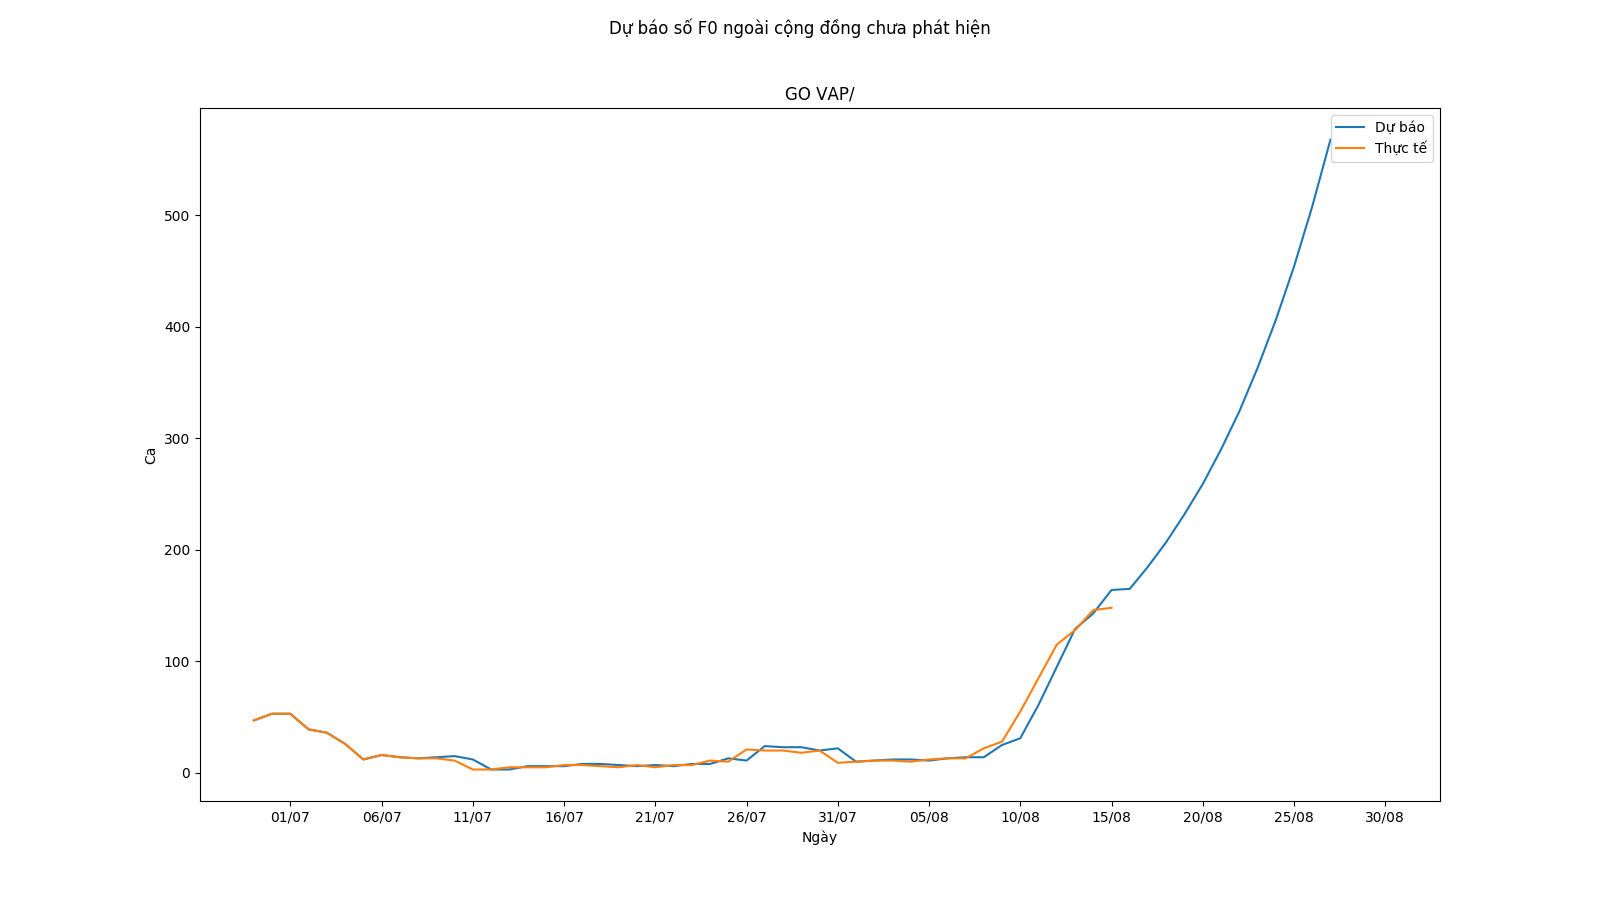 Dự báo số F0 ngoài cộng đồng chưa phát hiện
GO VAP/
Dự báo
Thực tế
500
400
300
200
100
0
Ca
01/07 06/07 11/07 16/07 21/07 26/07 31/07 05/08 10/08 15/08 20/08 25/08 30/08
Ngày